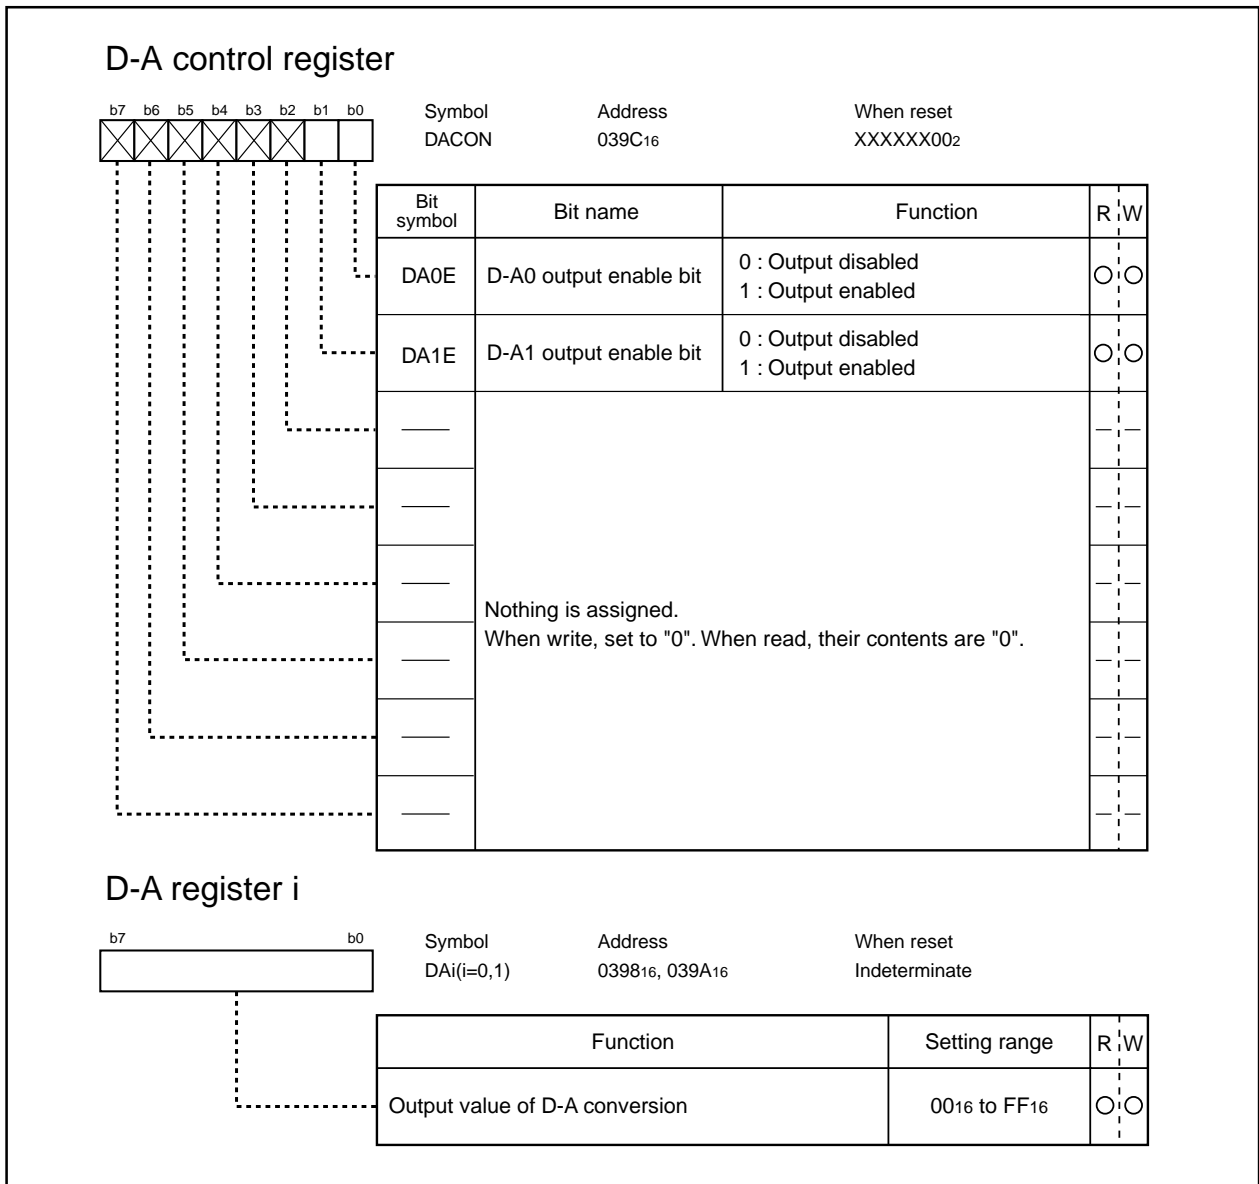 D-A control register
b7 b6 b5 b4 b3 b2 b1 b0
Symbol Address When reset
DACON 039C16 XXXXXX002
Bit symbol Bit name Function R W
DA0E D-A0 output enable bit 0 : Output disabled
1 : Output enabled
DA1E D-A1 output enable bit 0 : Output disabled
1 : Output enabled
Nothing is assigned.
When write, set to "0". When read, their contents are "0".
D-A register i
b7 b0
Symbol Address When reset
DAi(i=0,1) 039816, 039A16 Indeterminate
Function Setting range R W
Output value of D-A conversion 0016 to FF16